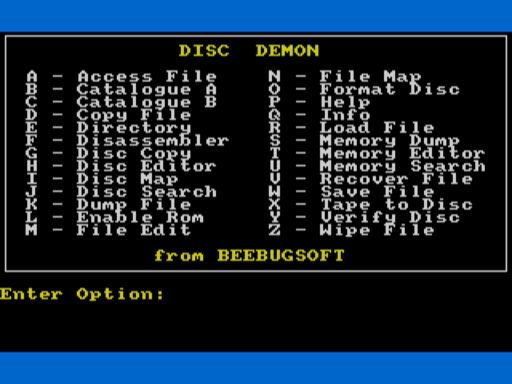 DISC DEMON
A - Access File N - File Map
B - Catalogue A O - Format Disc
C - Catalogue B P - Help
D - Copy File Q - Info
E - Directory R - Load File
F - Disassembler S - Memory Dump
G - Disc Copy T - Memory Editor
H - Disc Editor U - Memory Search
I - Disc Map V - Recover File
J - Disc Search W - Save File
K - Dump File X - Tape to Disc
L - Enable Rom Y - Verify Disc
M - File Edit Z - Wipe File
from BEEBUGSOFT
Enter Option: